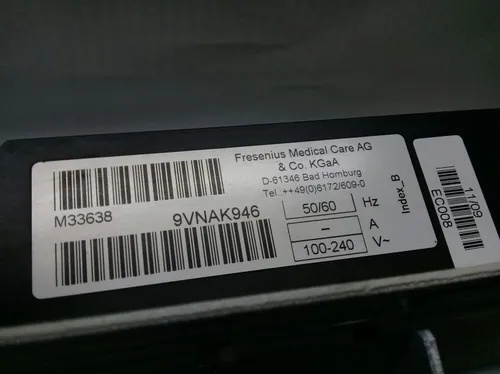 Fresenius Medical Care AG
& Co. KGaA
D-61346 Bad Homburg
Tel. ++49(0)6172/609-0
M33638
9VNAK946
50/60 Hz
– A
100-240 V~
Index_B
11/09
EC008